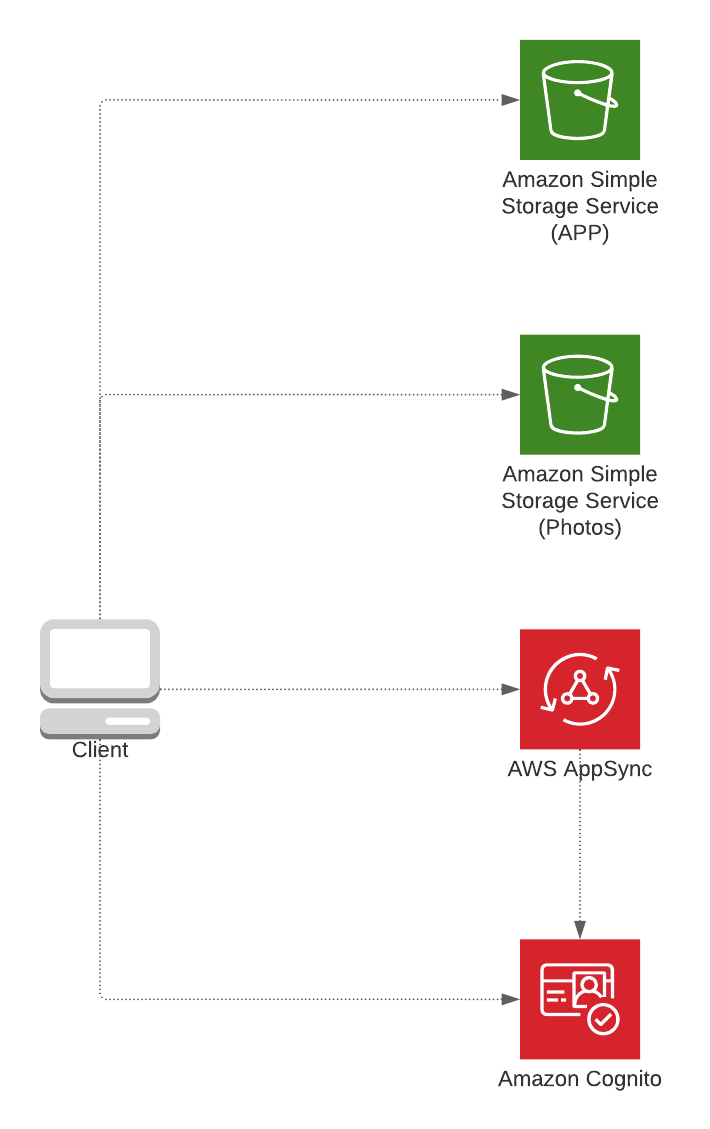 Amazon Simple
Storage Service
(APP)
Amazon Simple
Storage Service
(Photos)
Client
AWS AppSync
Amazon Cognito